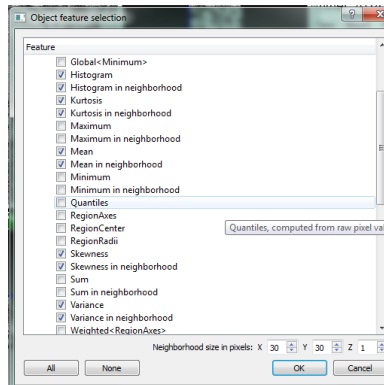 Object feature selection
Feature
Global<Minimum>
Histogram
Histogram in neighborhood
Kurtosis
Kurtosis in neighborhood
Maximum
Maximum in neighborhood
Mean
Mean in neighborhood
Minimum
Minimum in neighborhood
Quantiles
RegionAxes
RegionCenter
Quantiles, computed from raw pixel val
RegionRadii
Skewness
Skewness in neighborhood
Sum
Sum in neighborhood
Variance
Variance in neighborhood
Weighted<RegionAxes>
Neighborhood size in pixels: X 30 Y 30 Z 1
All None OK Cancel